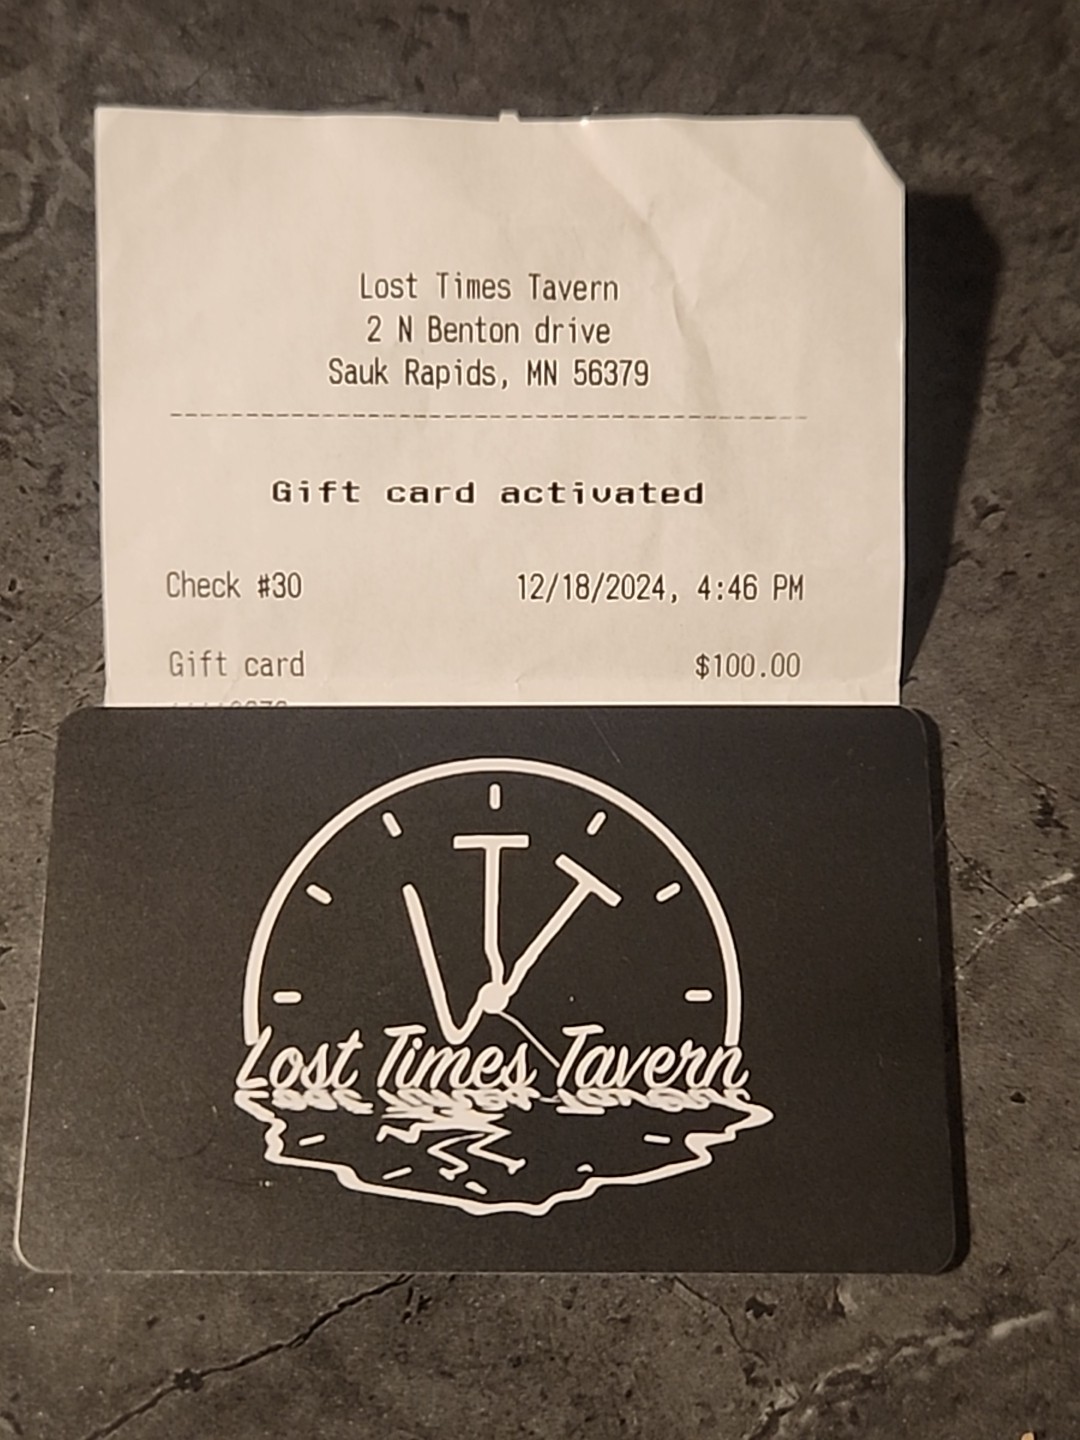 Lost Times Tavern
2 N Benton drive
Sauk Rapids, MN 56379
Gift card activated
Check #30 12/18/2024, 4:46 PM
Gift card $100.00
Lost Times Tavern